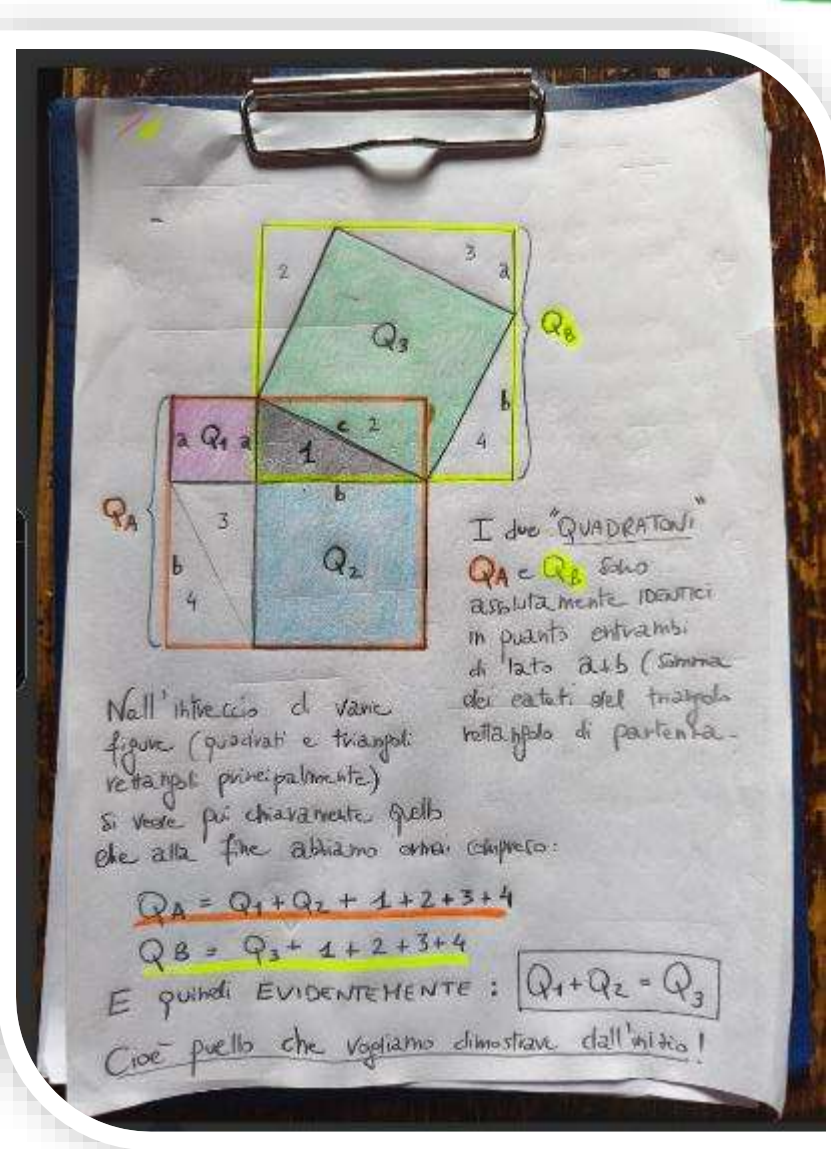 2
3
a
Q3
QB
b
4
a Q1 a
c
2
1
b
QA
3
b
4
Q2
I due "QUADRATONI"
QA e QB sono
assolutamente IDENTICI
in quanto entrambi
di lato a+b (somma
dei cateti del triangolo
rettangolo di partenza.
Nell'intreccio di varie
figure (quadrati e triangoli
rettangoli principalmente)
si vede più chiaramente quello
che alla fine abbiamo ormai compreso:
QA = Q1+Q2 + 1+2+3+4
QB = Q3+ 1+2+3+4
E quindi EVIDENTEMENTE : Q1+Q2 = Q3
Cioè quello che vogliamo dimostrare dall'inizio!